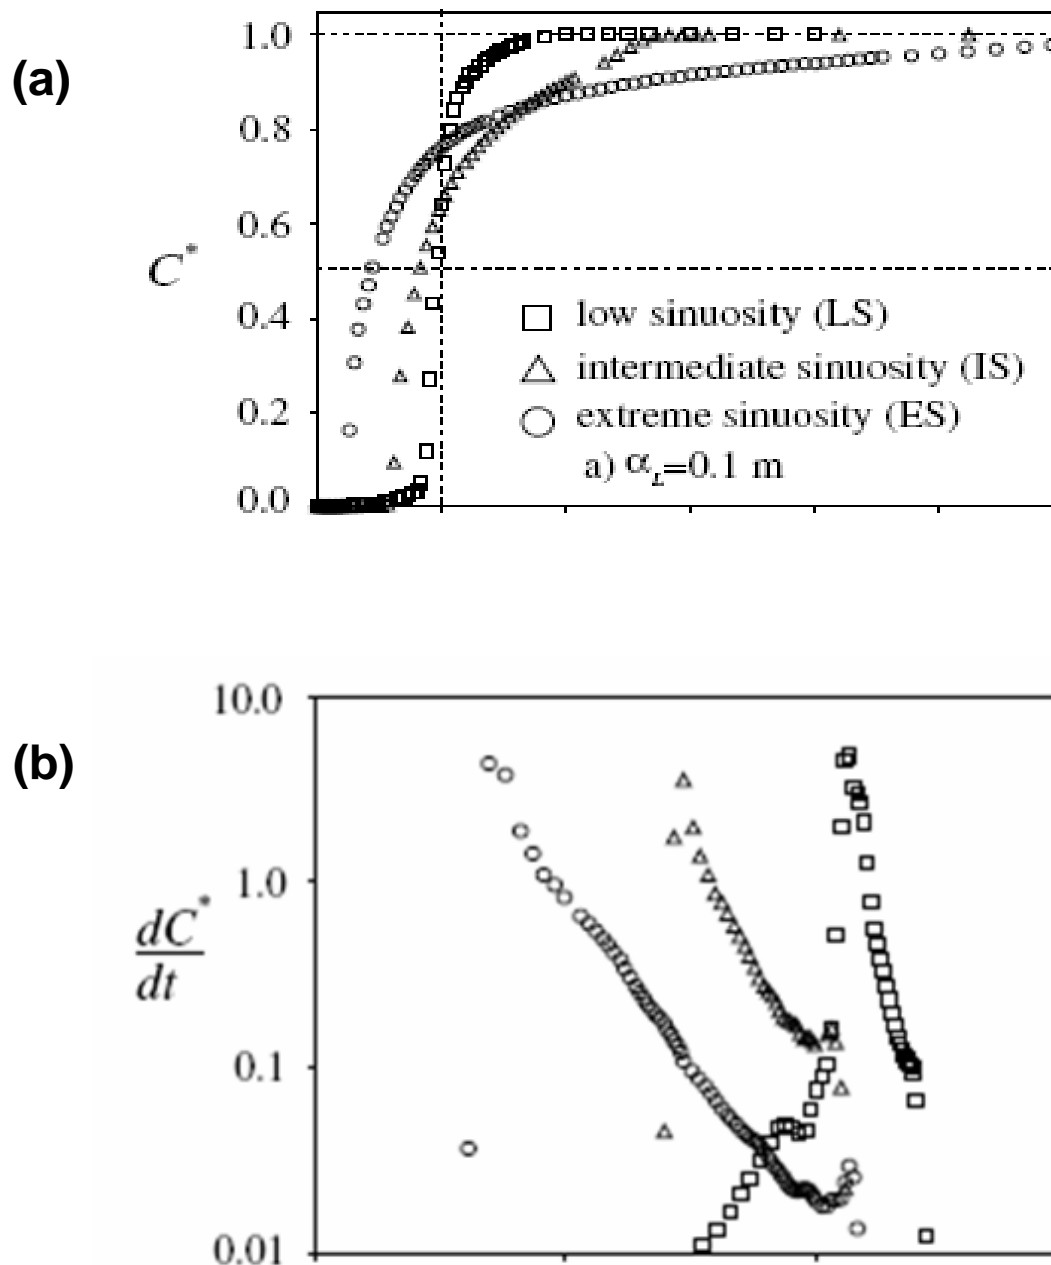 (a)
1.0
0.8
0.6
C*
0.4
0.2
0.0
low sinuosity (LS)
intermediate sinuosity (IS)
extreme sinuosity (ES)
a) α_L=0.1 m
(b)
10.0
1.0
dC*
dt
0.1
0.01